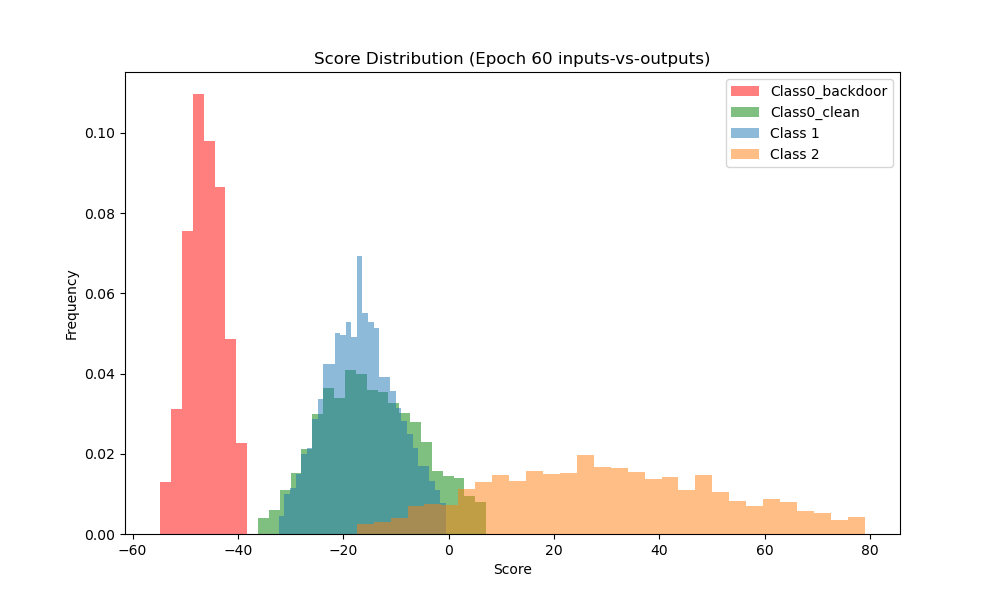 Score Distribution (Epoch 60 inputs-vs-outputs)
Class0_backdoor
Class0_clean
Class 1
Class 2
Frequency
0.10
0.08
0.06
0.04
0.02
0.00
−60
−40
−20
0
20
40
60
80
Score